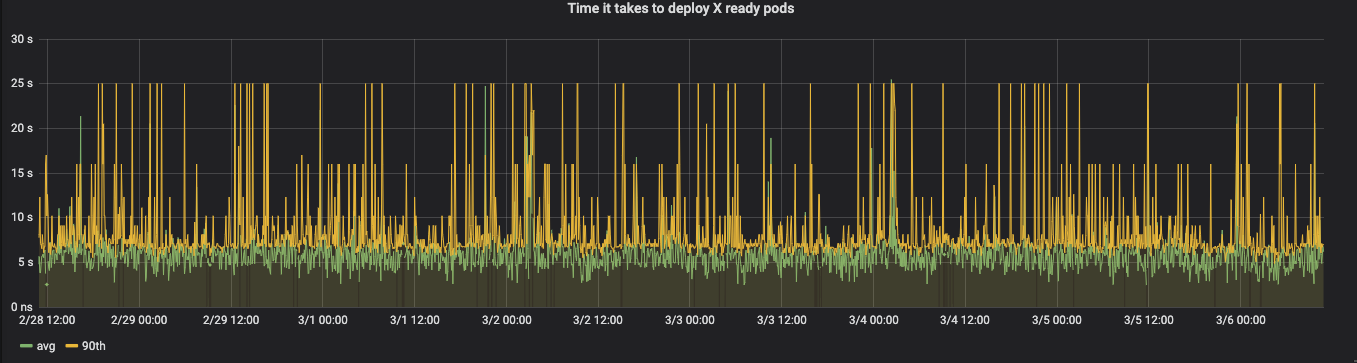 Time it takes to deploy X ready pods
30 s
25 s
20 s
15 s
10 s
5 s
0 ns
2/28 12:00 2/29 00:00 2/29 12:00 3/1 00:00 3/1 12:00 3/2 00:00 3/2 12:00 3/3 00:00 3/3 12:00 3/4 00:00 3/4 12:00 3/5 00:00 3/5 12:00 3/6 00:00
avg 90th